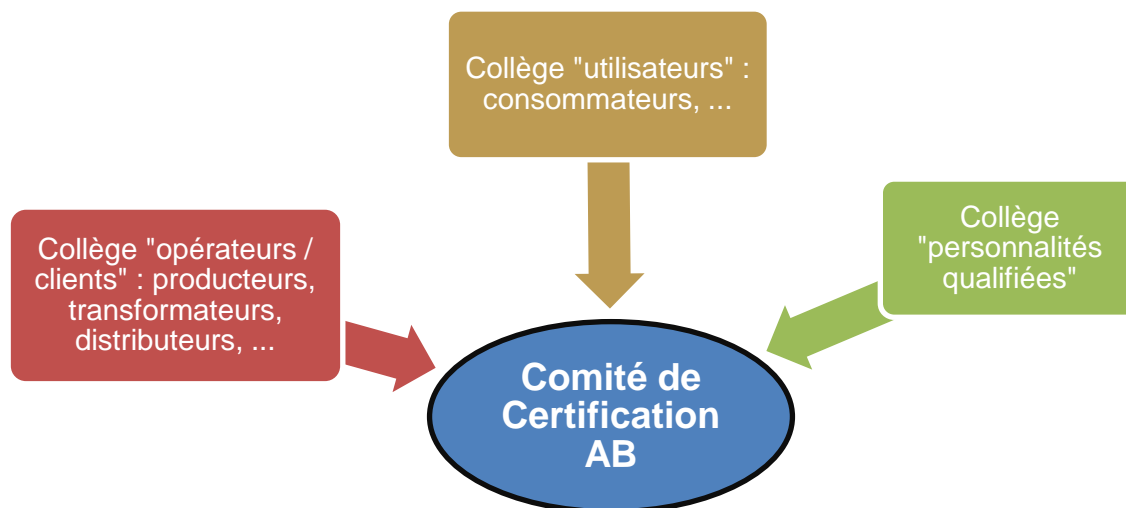 Collège "utilisateurs" :
consommateurs, ...
Collège "opérateurs /
clients" : producteurs,
transformateurs,
distributeurs, ...
Collège
"personnalités
qualifiées"
Comité de
Certification
AB